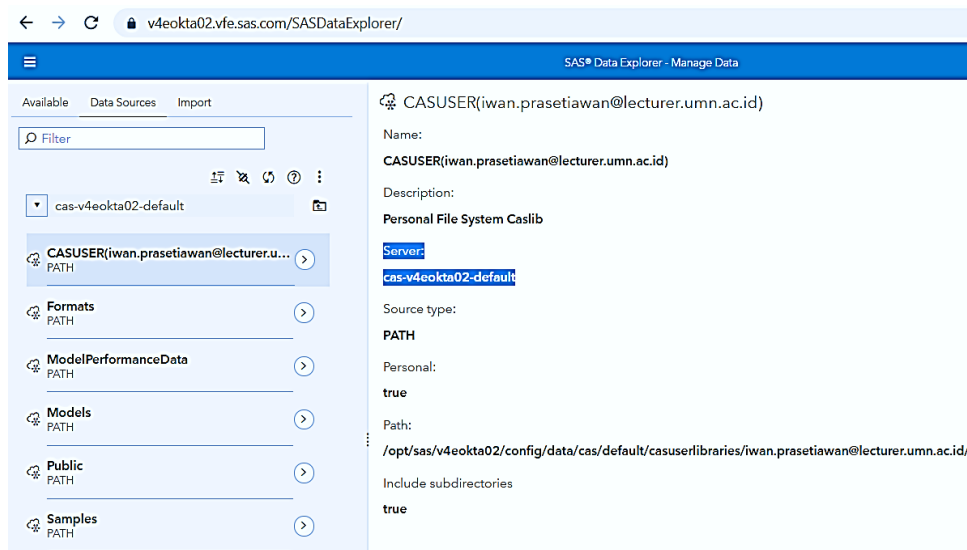 v4eokta02.vfe.sas.com/SASDataExplorer/
SAS® Data Explorer - Manage Data
Available Data Sources Import
Filter
cas-v4eokta02-default
CASUSER(iwan.prasetiawan@lecturer.u...
PATH
Formats
PATH
ModelPerformanceData
PATH
Models
PATH
Public
PATH
Samples
PATH
CASUSER(iwan.prasetiawan@lecturer.umn.ac.id)
Name:
CASUSER(iwan.prasetiawan@lecturer.umn.ac.id)
Description:
Personal File System Caslib
Server:
cas-v4eokta02-default
Source type:
PATH
Personal:
true
Path:
/opt/sas/v4eokta02/config/data/cas/default/casuserlibraries/iwan.prasetiawan@lecturer.umn.ac.id/
Include subdirectories
true